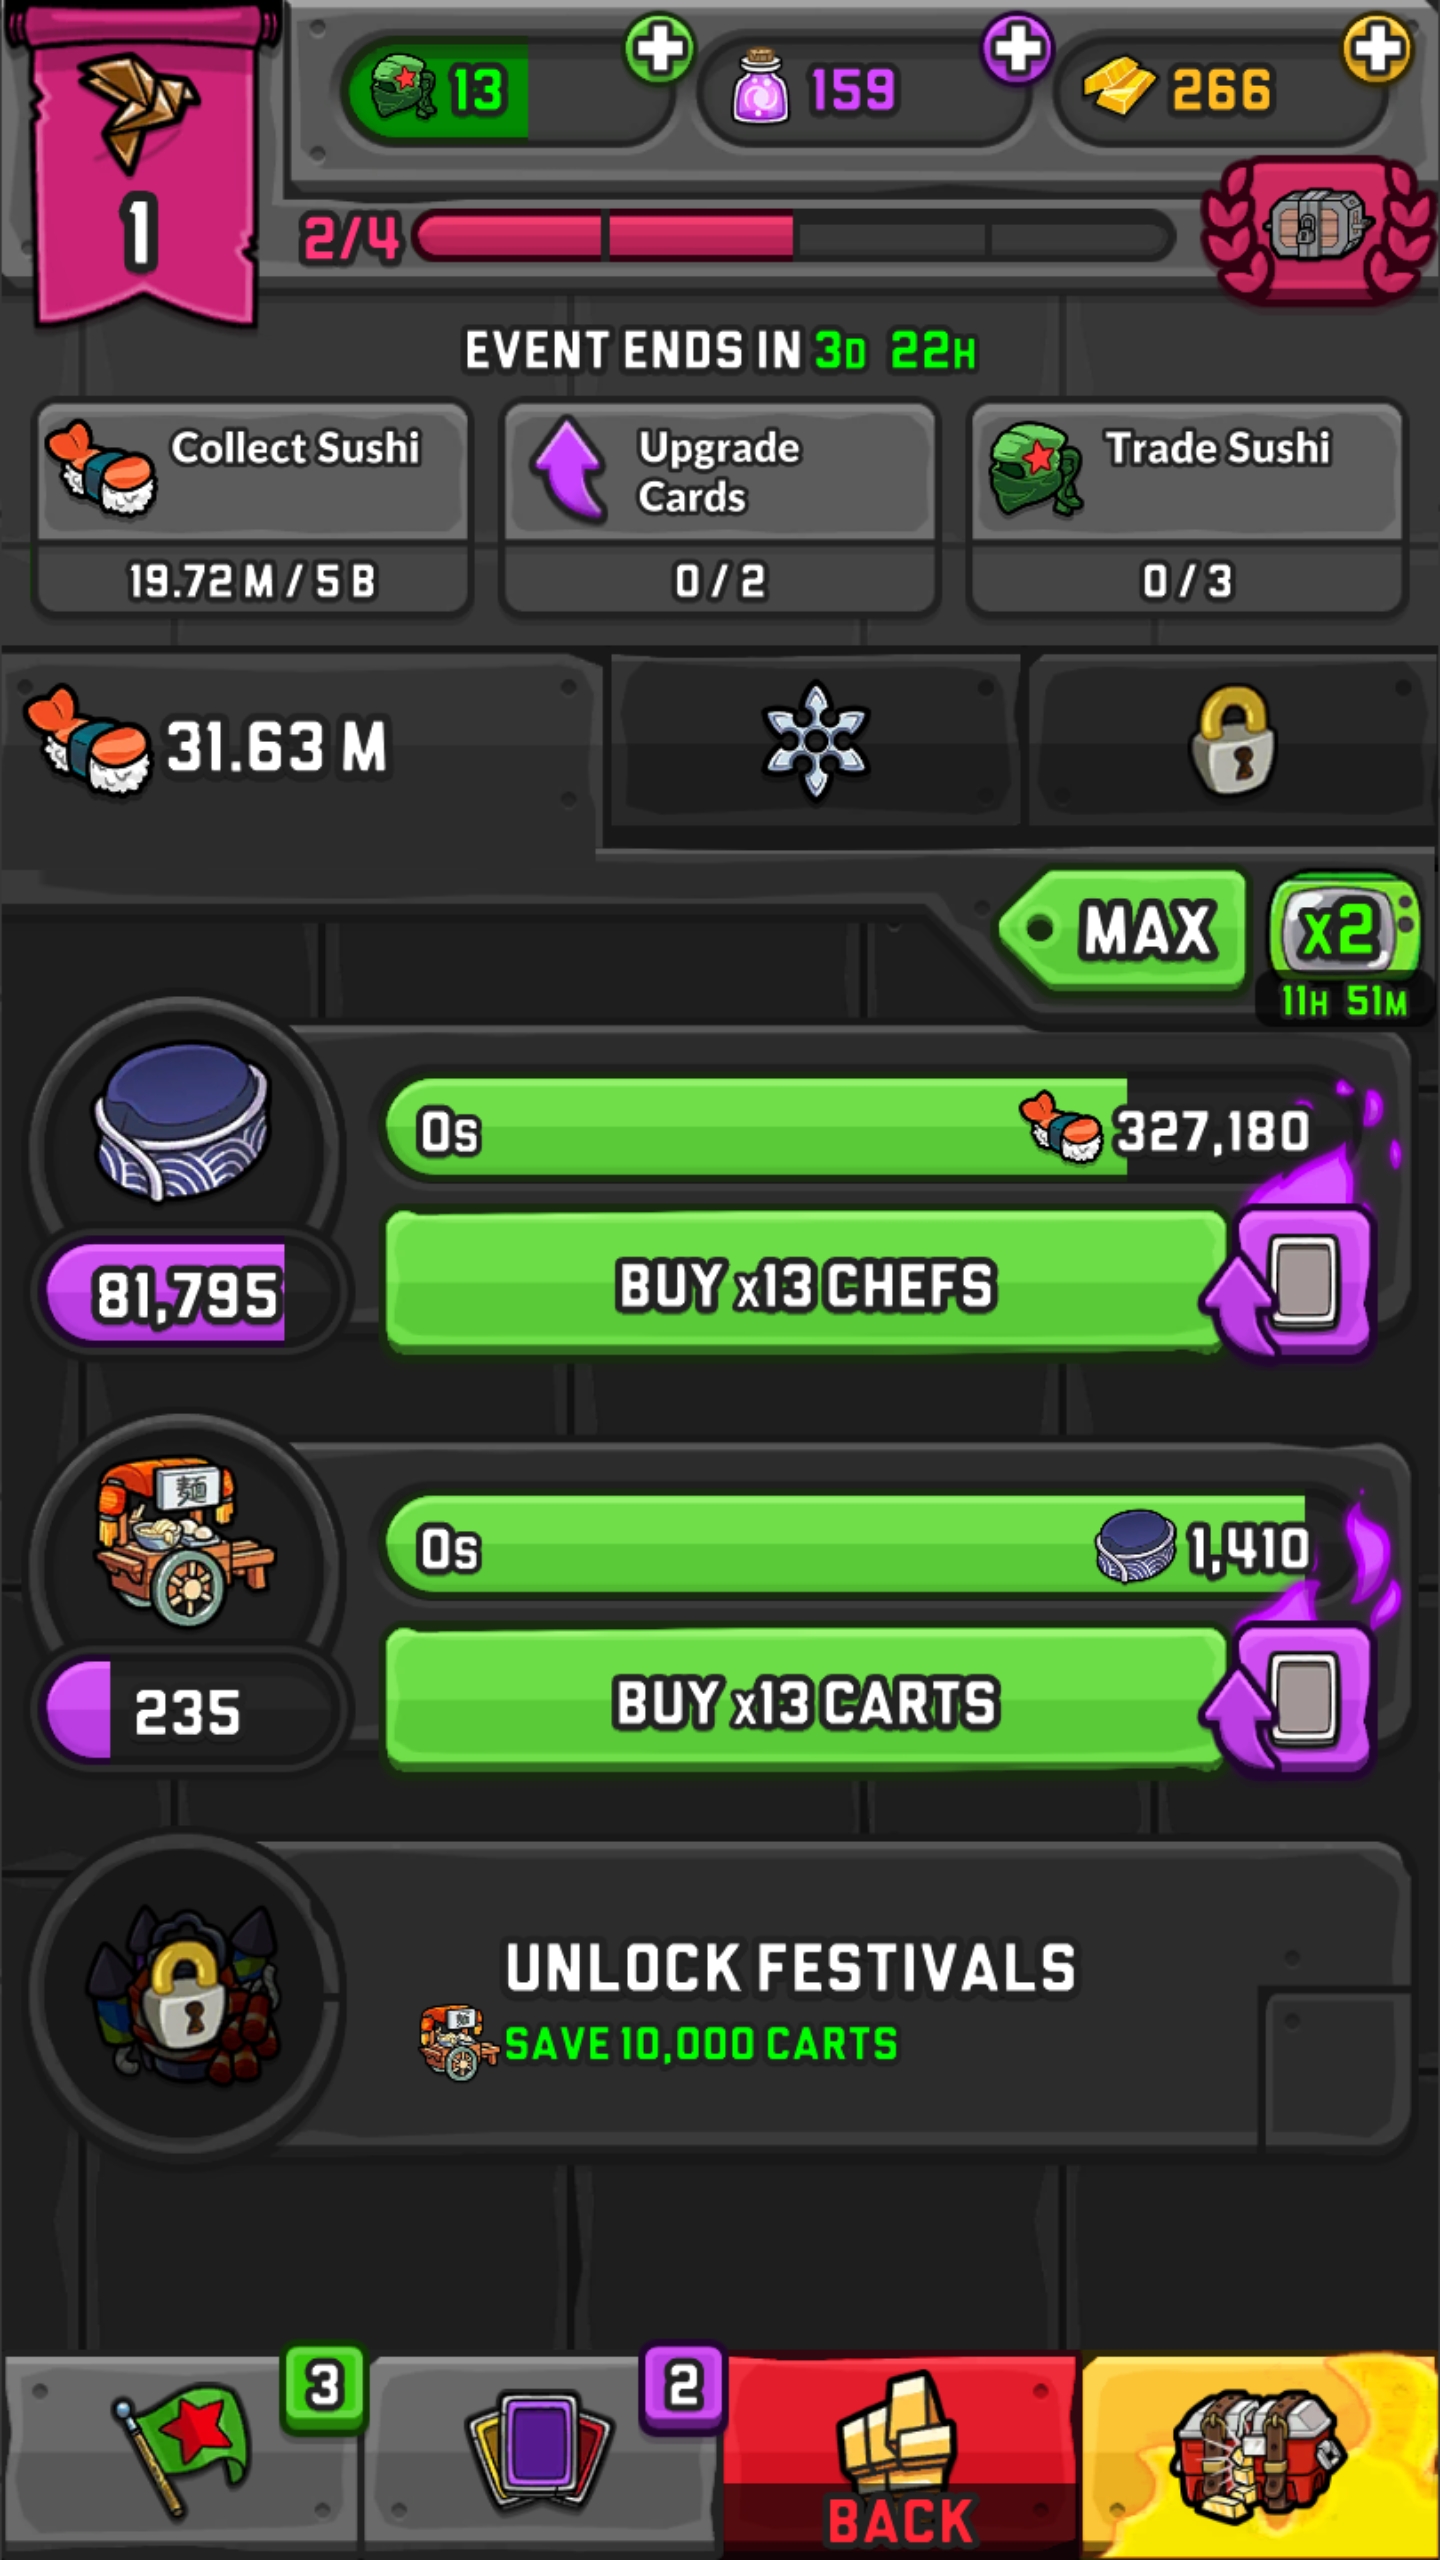 13
159
266
1
2/4
EVENT ENDS IN 3D 22H
Collect Sushi
19.72 M / 5 B
Upgrade
Cards
0 / 2
Trade Sushi
0 / 3
31.63 M
MAX
x2
11H 51M
0s
327,180
81,795
BUY x13 CHEFS
麺
0s
1,410
235
BUY x13 CARTS
UNLOCK FESTIVALS
SAVE 10,000 CARTS
3
2
BACK